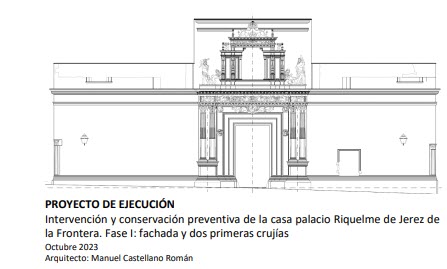 PROYECTO DE EJECUCIÓN
Intervención y conservación preventiva de la casa palacio Riquelme de Jerez de
la Frontera. Fase I: fachada y dos primeras crujías
Octubre 2023
Arquitecto: Manuel Castellano Román